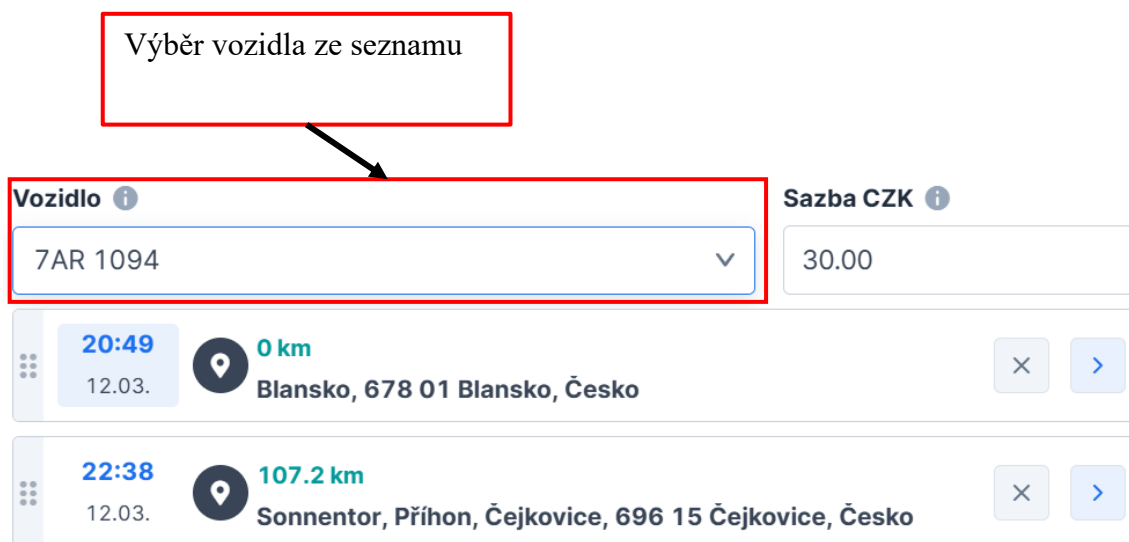 Výběr vozidla ze seznamu
Vozidlo
Sazba CZK
7AR 1094
30.00
20:49
0 km
12.03.
Blansko, 678 01 Blansko, Česko
22:38
107.2 km
12.03.
Sonnentor, Příhon, Čejkovice, 696 15 Čejkovice, Česko